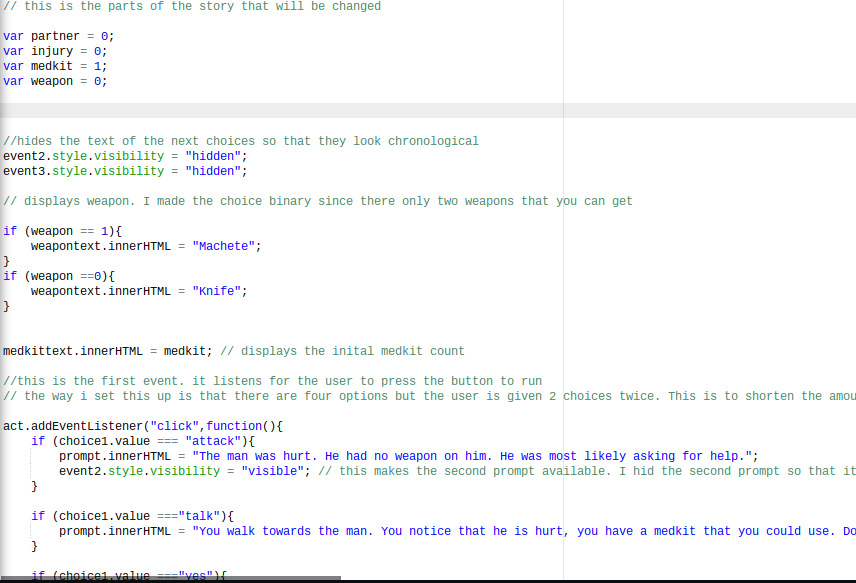 // this is the parts of the story that will be changed
var partner = 0;
var injury = 0;
var medkit = 1;
var weapon = 0;
//hides the text of the next choices so that they look chronological
event2.style.visibility = "hidden";
event3.style.visibility = "hidden";
// displays weapon. I made the choice binary since there only two weapons that you can get
if (weapon == 1){
    weapontext.innerHTML = "Machete";
}
if (weapon ==0){
    weapontext.innerHTML = "Knife";
}
medkittext.innerHTML = medkit; // displays the inital medkit count
//this is the first event. it listens for the user to press the button to run
// the way i set this up is that there are four options but the user is given 2 choices twice. This is to shorten the amou
act.addEventListener("click",function(){
    if (choice1.value === "attack"){
        prompt.innerHTML = "The man was hurt. He had no weapon on him. He was most likely asking for help.";
        event2.style.visibility = "visible"; // this makes the second prompt available. I hid the second prompt so that it
    }
    if (choice1.value ==="talk"){
        prompt.innerHTML = "You walk towards the man. You notice that he is hurt, you have a medkit that you could use. Do
    }
    if (choice1.value ==="yes"){